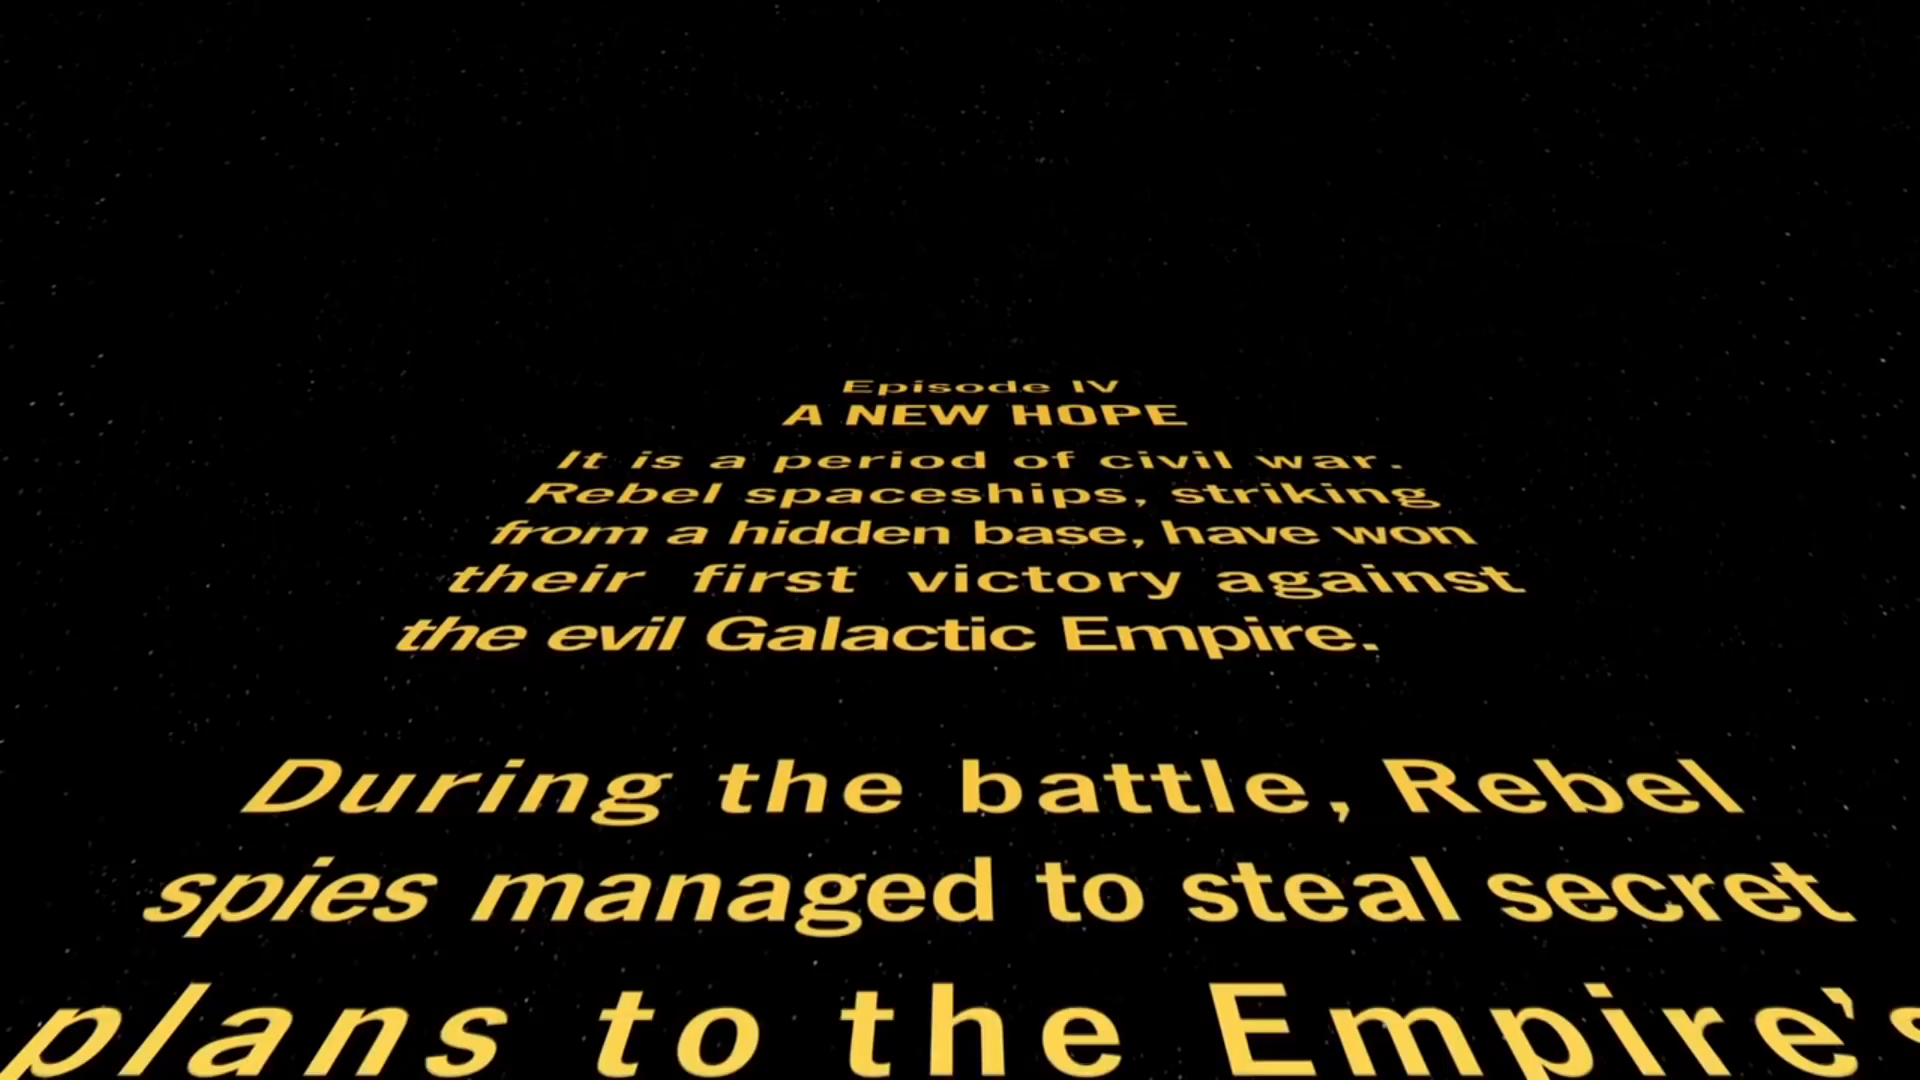 Episode IV
A NEW HOPE
It is a period of civil war.
Rebel spaceships, striking
from a hidden base, have won
their first victory against
the evil Galactic Empire.
During the battle, Rebel
spies managed to steal secret
plans to the Empire's